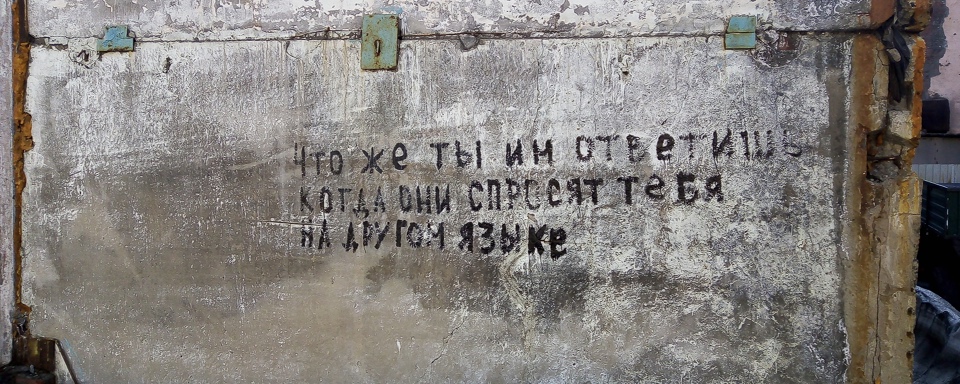 Что же ты им ответишь
когда они спросят тебя
на другом языке